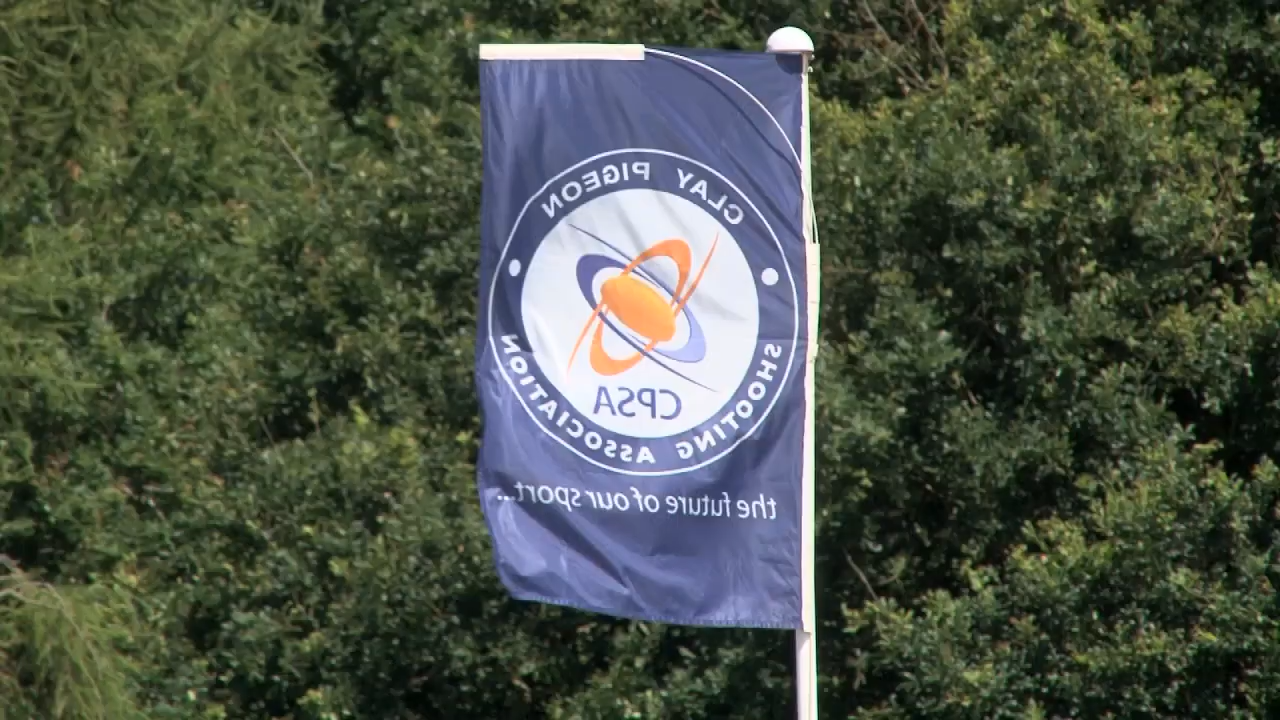 CLAY PIGEON
SHOOTING ASSOCIATION
CPSA
the future of our sport...